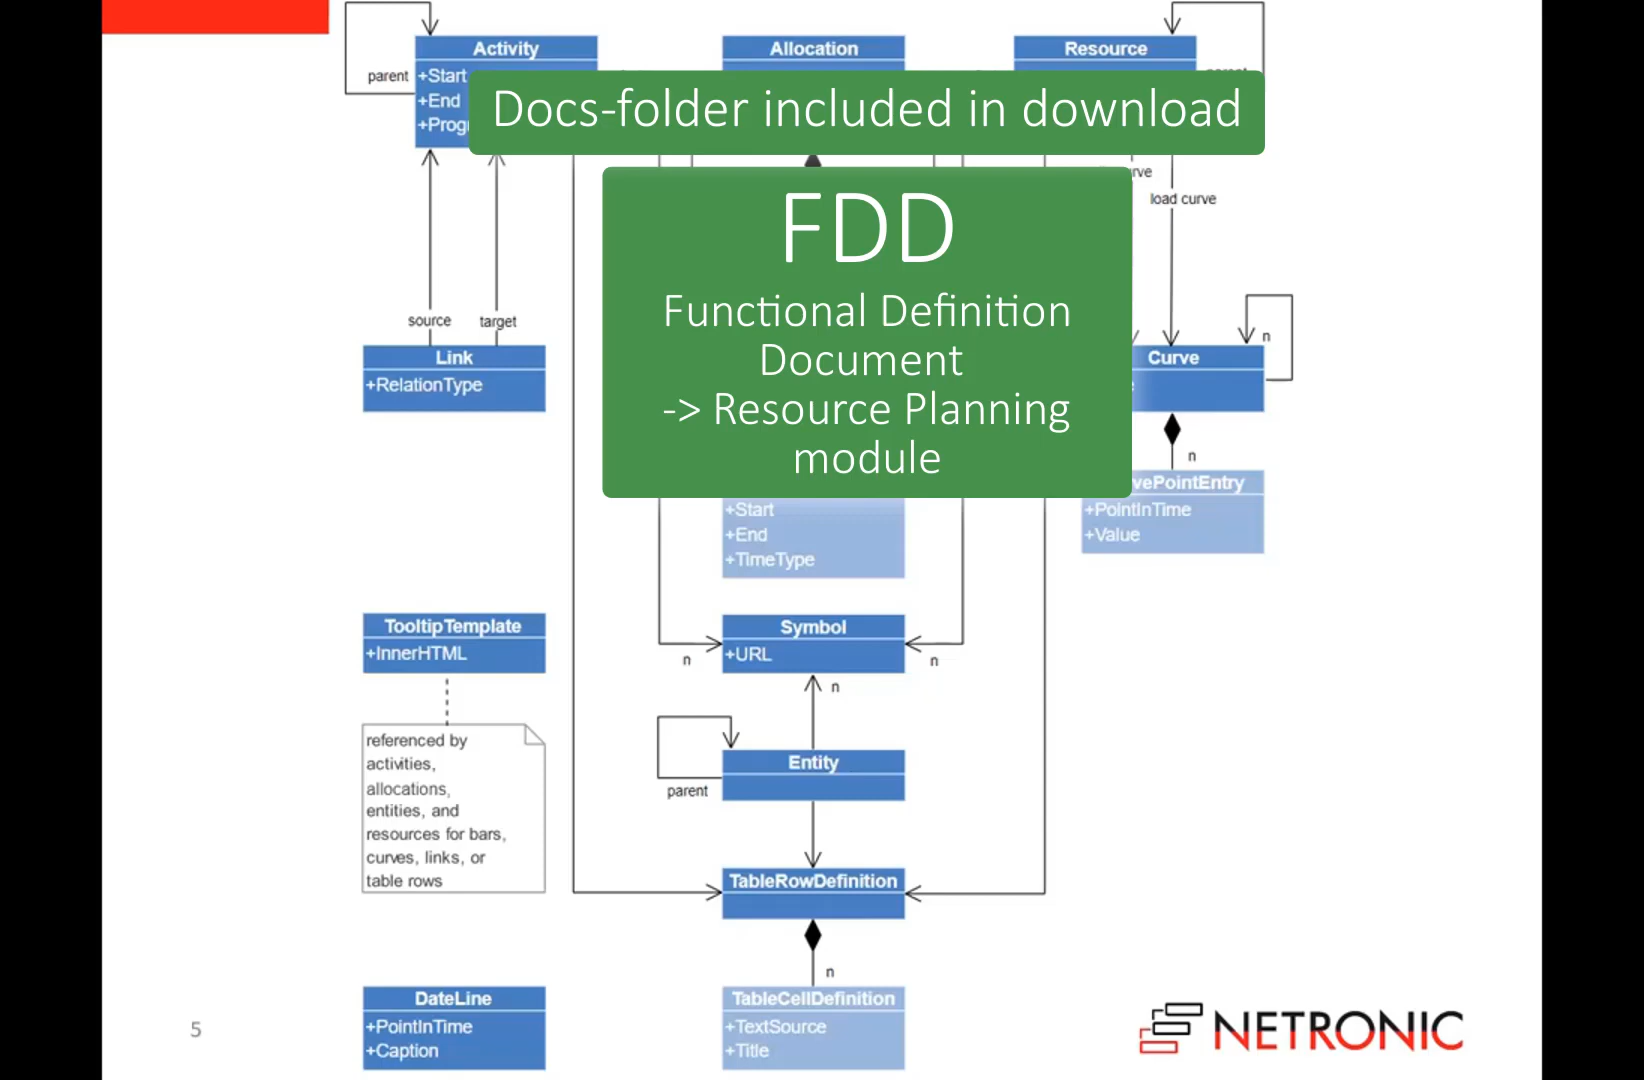 Activity
Allocation
Resource
parent
+Start
+End
Docs-folder included in download
FDD
Functional Definition
Document
-> Resource Planning
module
load curve
source
target
n
Link
Curve
+RelationType
n
+Start
+End
+TimeType
+PointInTime
+Value
TooltipTemplate
+InnerHTML
Symbol
+URL
n
n
n
referenced by
activities,
allocations,
entities, and
resources for bars,
curves, links, or
table rows
Entity
parent
TableRowDefinition
n
DateLine
+PointInTime
+Caption
TableCellDefinition
+TextSource
+Title
5
NETRONIC